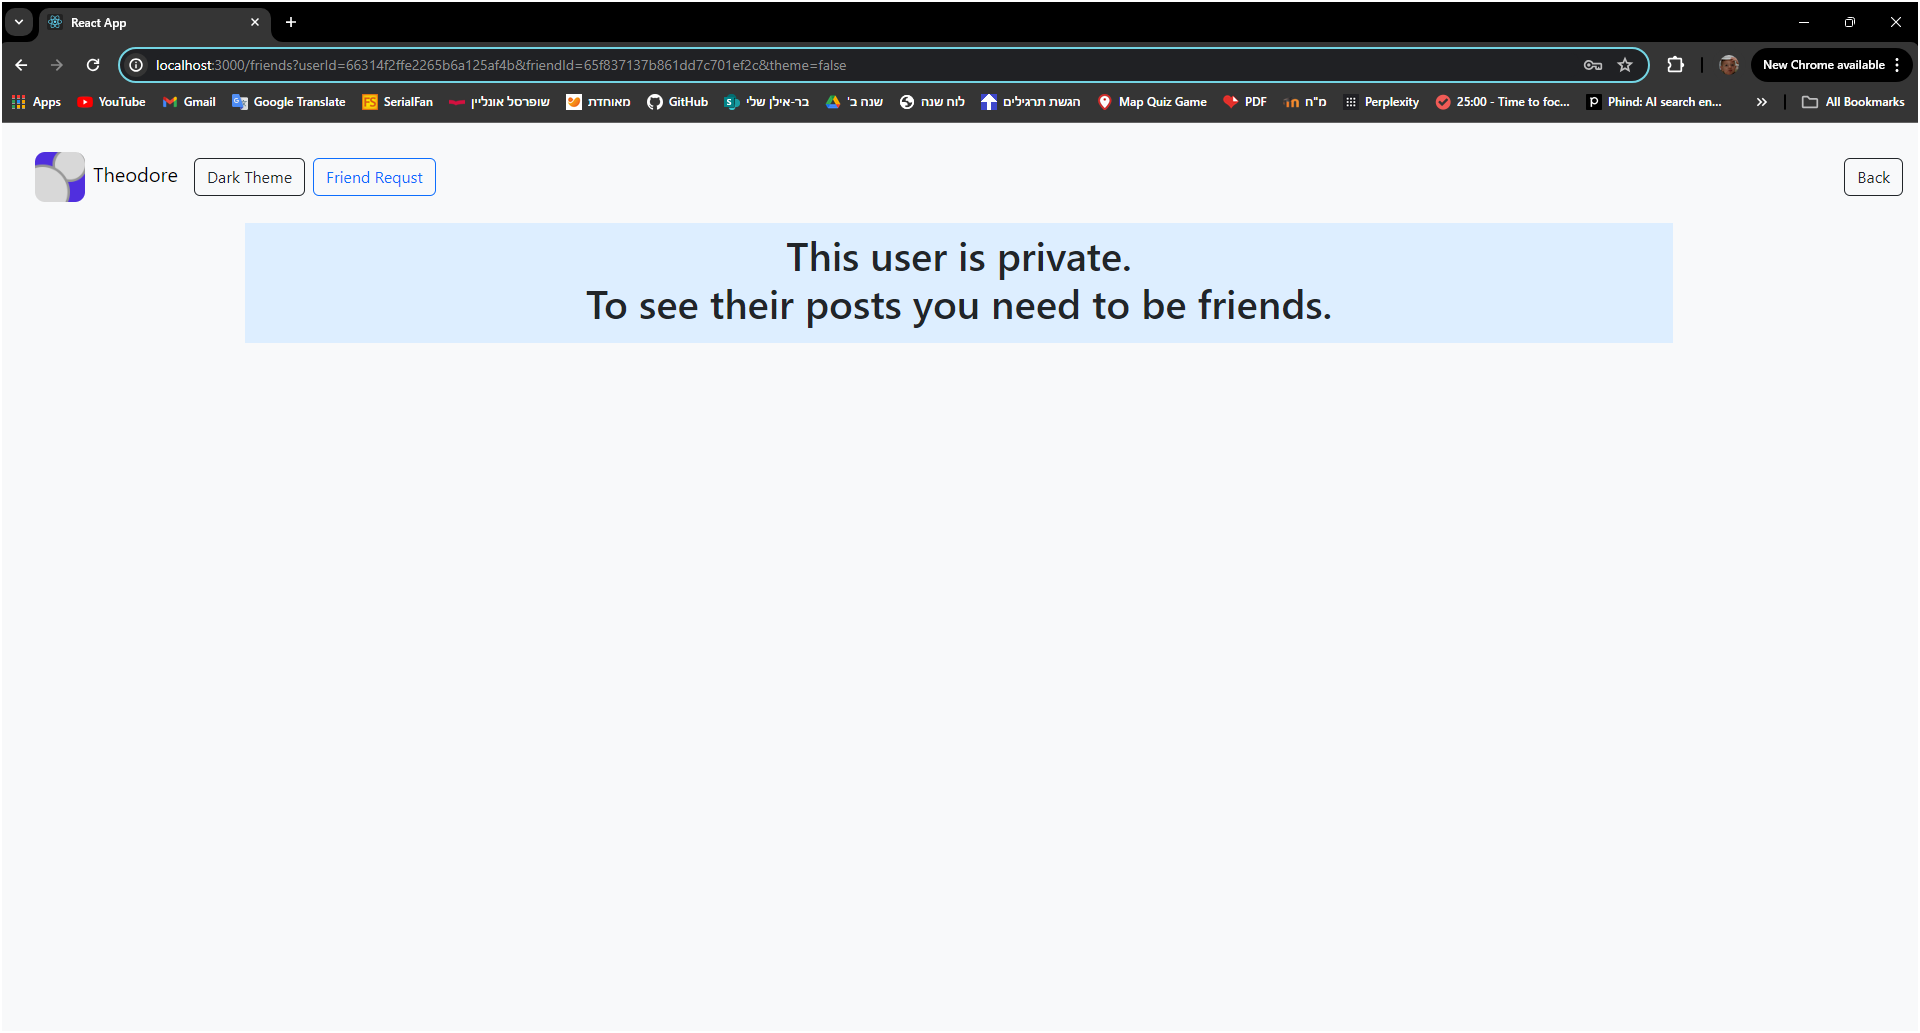 React App
localhost:3000/friends?userId=66314f2ffe2265b6a125af4b&friendId=65f837137b861dd7c701ef2c&theme=false
New Chrome available
Apps YouTube Gmail Google Translate FS SerialFan שופרסל אונליין מאוחדת GitHub בר-אילן שלי שנה ב' לוח שנה הגשת תרגילים Map Quiz Game PDF מ"ח Perplexity 25:00 - Time to foc... Phind: AI search en... All Bookmarks
Theodore Dark Theme Friend Requst Back
This user is private.
To see their posts you need to be friends.